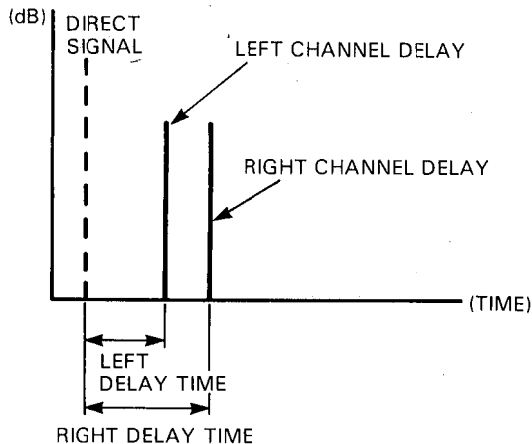 (dB)
DIRECT
SIGNAL
LEFT CHANNEL DELAY
RIGHT CHANNEL DELAY
(TIME)
LEFT
DELAY TIME
RIGHT DELAY TIME